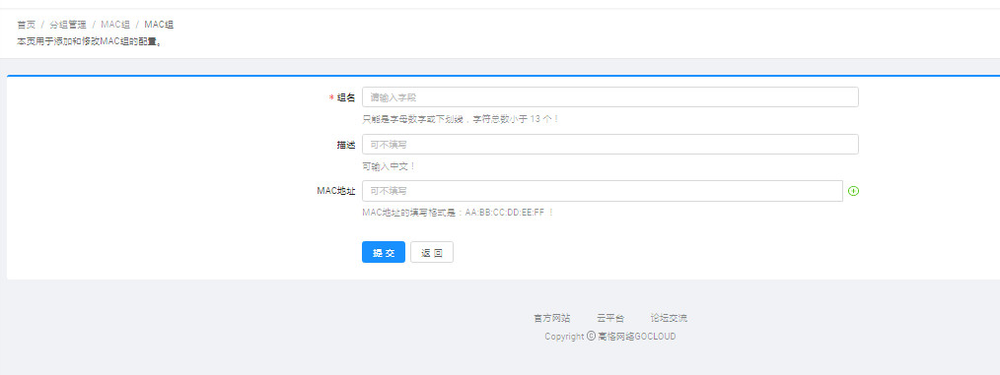 首页 / 分组管理 / MAC组 / MAC组
本页用于添加和修改MAC组的配置。
* 组名 请输入字段
只能是字母数字或下划线，字符总数小于 13 个！
描述 可不填写
可输入中文！
MAC地址 可不填写
MAC地址的填写格式是：AA:BB:CC:DD:EE:FF ！
提 交 返 回
官方网站 云平台 论坛交流
Copyright © 高恪网络GOCLOUD